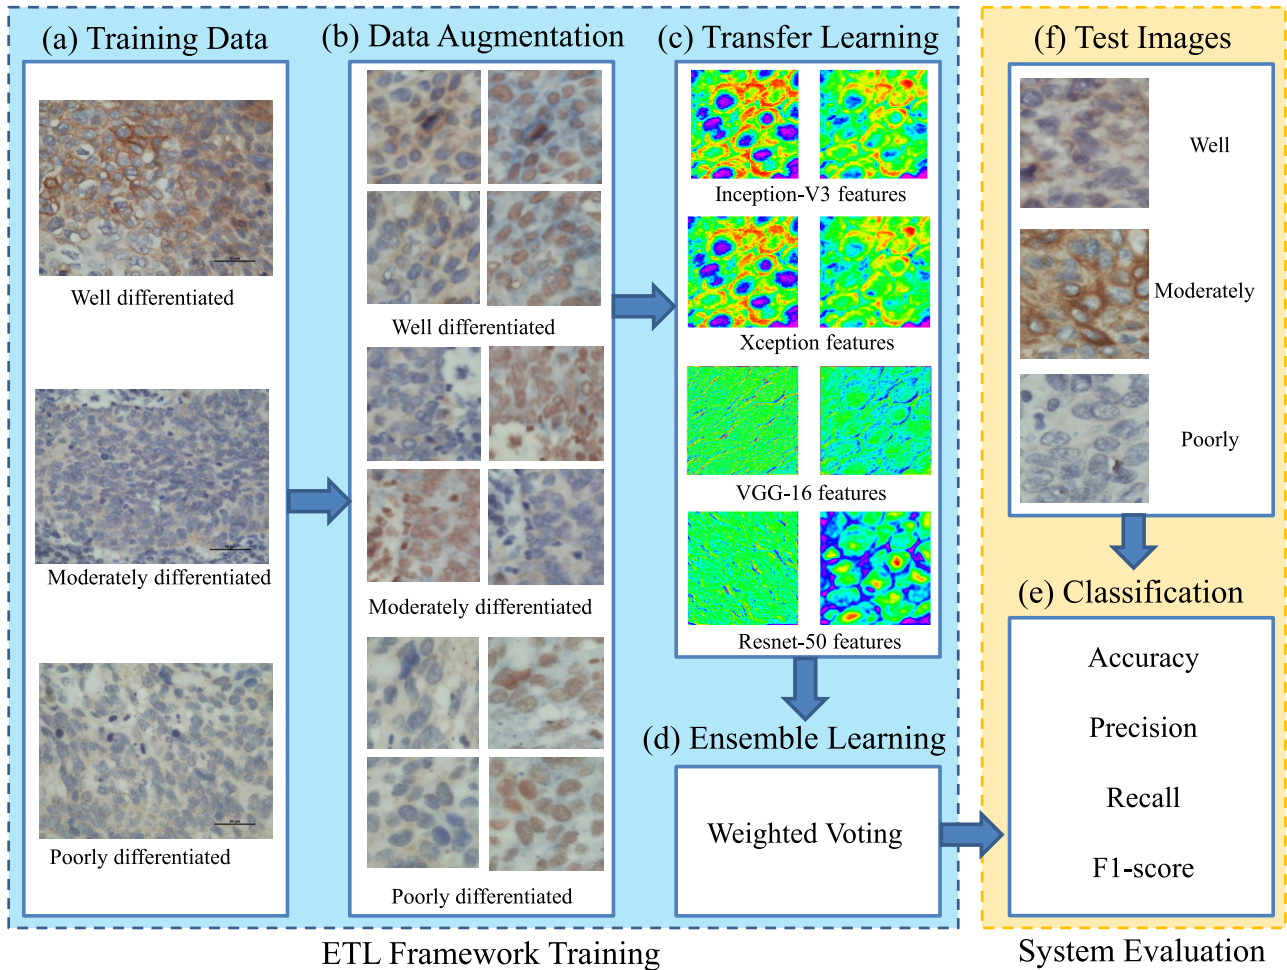 (a) Training Data
Well differentiated
Moderately differentiated
Poorly differentiated
(b) Data Augmentation
Well differentiated
Moderately differentiated
Poorly differentiated
(c) Transfer Learning
Inception-V3 features
Xception features
VGG-16 features
Resnet-50 features
(d) Ensemble Learning
Weighted Voting
ETL Framework Training
(f) Test Images
Well
Moderately
Poorly
(e) Classification
Accuracy
Precision
Recall
F1-score
System Evaluation